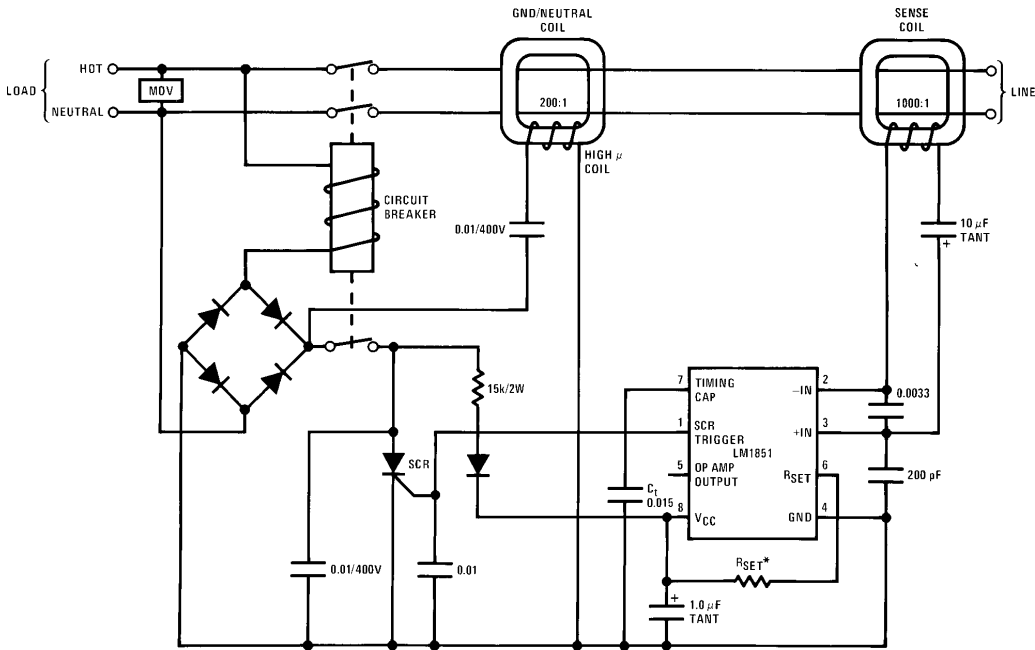 GND/NEUTRAL
COIL
SENSE
COIL
LOAD
HOT
MOV
NEUTRAL
200:1
1000:1
LINE
HIGH μ
COIL
CIRCUIT
BREAKER
0.01/400V
10 μF
+ TANT
15k/2W
7 TIMING
CAP
–IN 2
0.0033
1 SCR
TRIGGER
+IN 3
LM1851
5 OP AMP
OUTPUT
RSET 6
200 pF
8 VCC
GND 4
SCR
Ct
0.015
0.01/400V
0.01
RSET*
+
1.0 μF
TANT